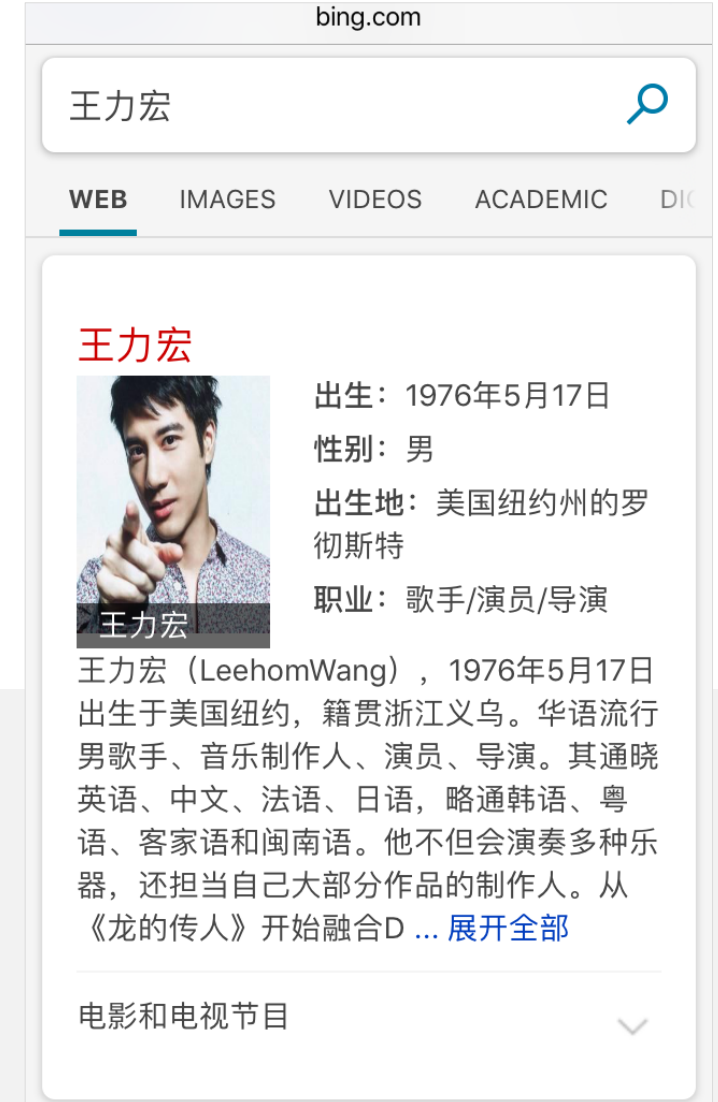 bing.com
王力宏
WEB IMAGES VIDEOS ACADEMIC
王力宏
出生：1976年5月17日
性别：男
出生地：美国纽约州的罗
彻斯特
职业：歌手/演员/导演
王力宏
王力宏（LeehomWang），1976年5月17日
出生于美国纽约，籍贯浙江义乌。华语流行
男歌手、音乐制作人、演员、导演。其通晓
英语、中文、法语、日语，略通韩语、粤
语、客家语和闽南语。他不但会演奏多种乐
器，还担当自己大部分作品的制作人。从
《龙的传人》开始融合D ... 展开全部
电影和电视节目